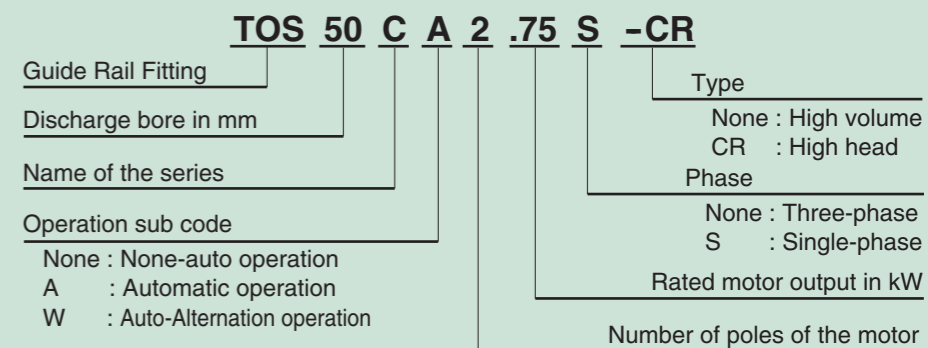 TOS 50 C A 2 .75 S -CR
Guide Rail Fitting
Discharge bore in mm
Name of the series
Operation sub code
None : None-auto operation
A : Automatic operation
W : Auto-Alternation operation
Type
None : High volume
CR : High head
Phase
None : Three-phase
S : Single-phase
Rated motor output in kW
Number of poles of the motor